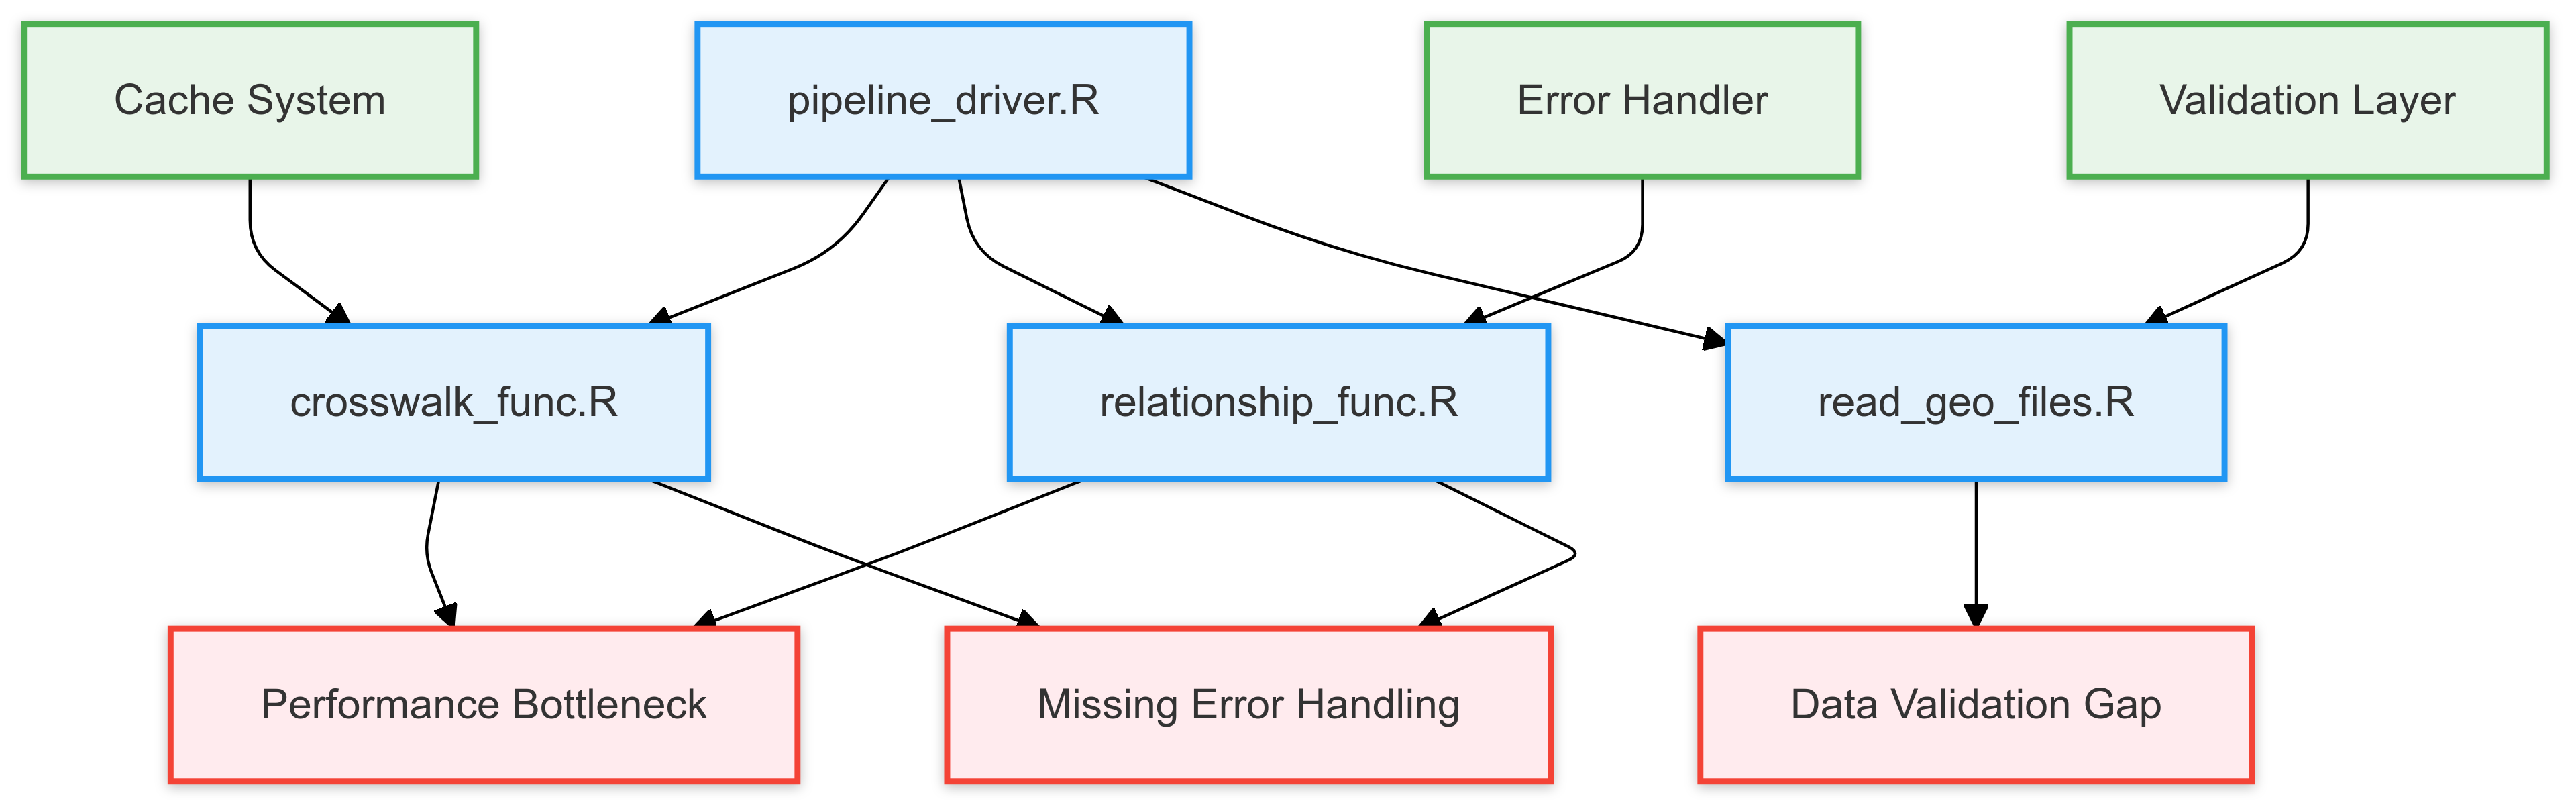 Cache System
pipeline_driver.R
Error Handler
Validation Layer
crosswalk_func.R
relationship_func.R
read_geo_files.R
Performance Bottleneck
Missing Error Handling
Data Validation Gap